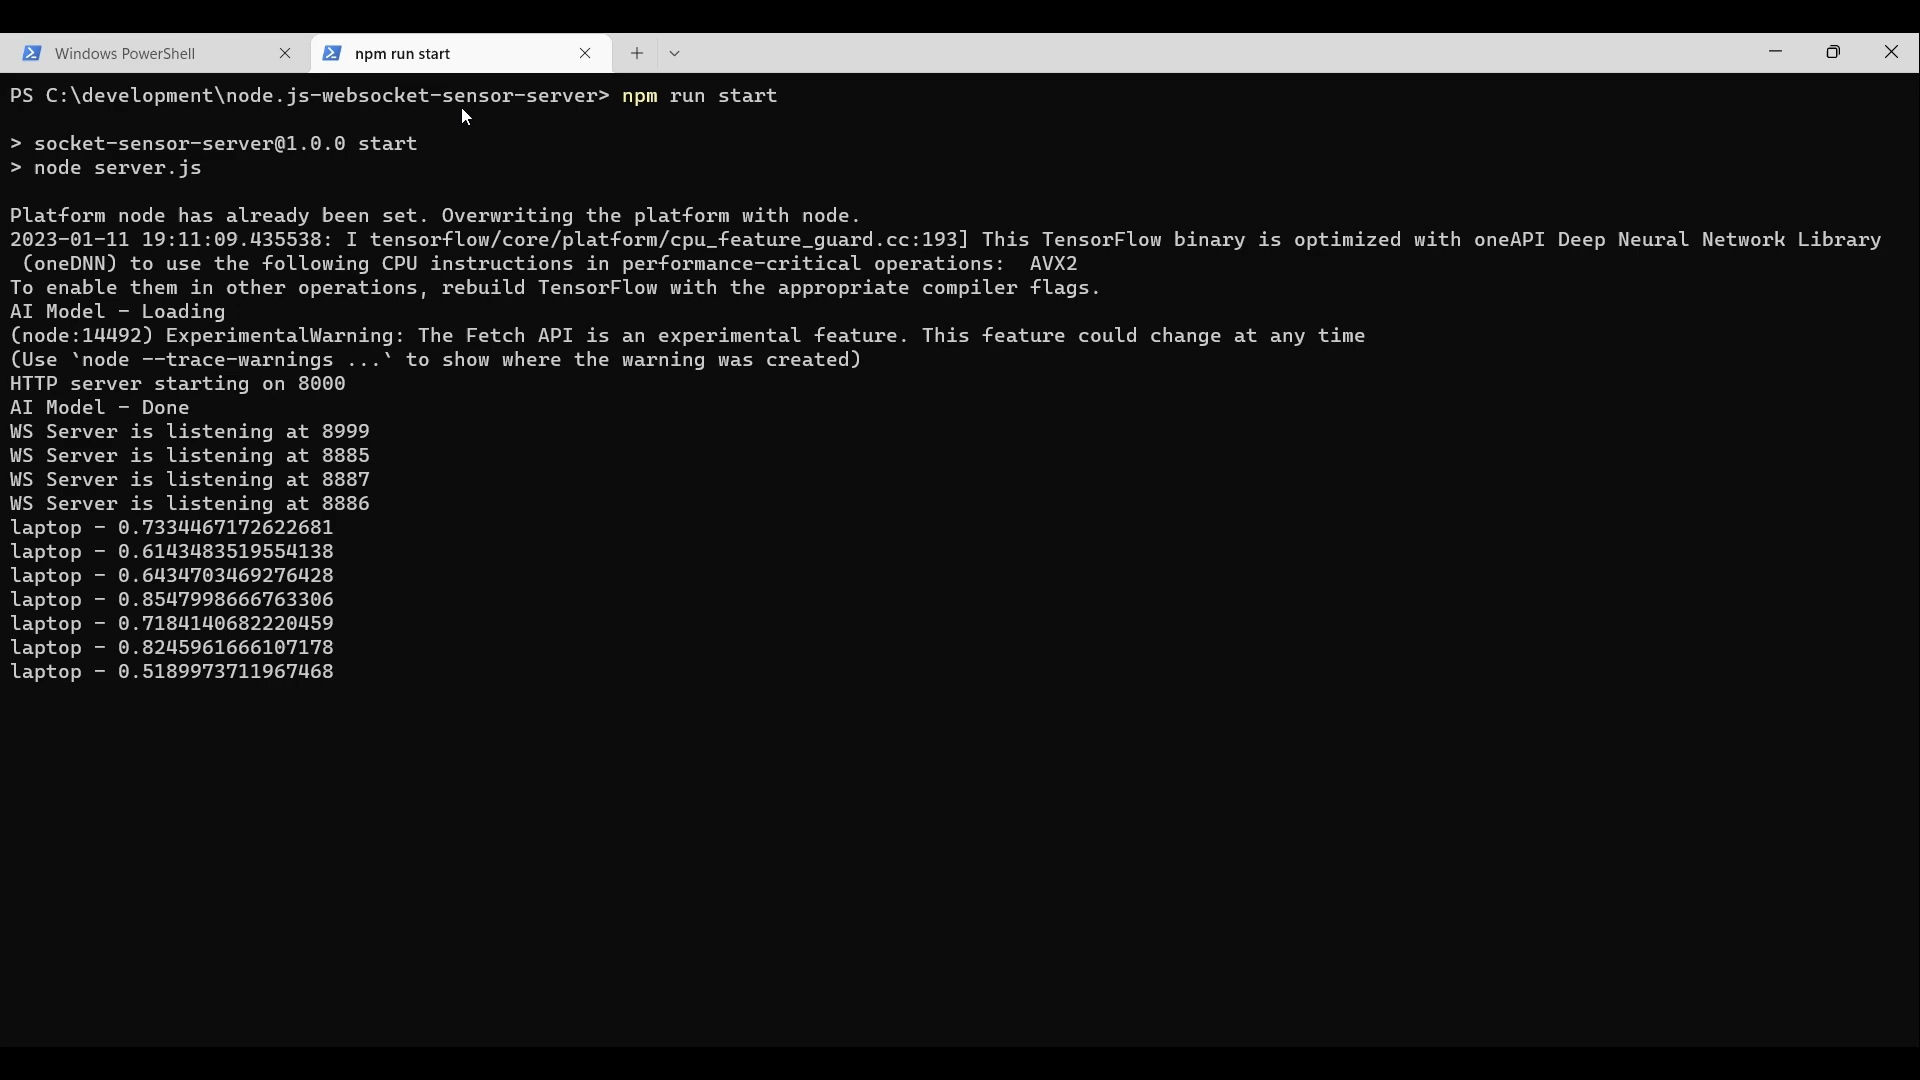 Windows PowerShell
npm run start
PS C:\development\node.js-websocket-sensor-server> npm run start
> socket-sensor-server@1.0.0 start
> node server.js
Platform node has already been set. Overwriting the platform with node.
2023-01-11 19:11:09.435538: I tensorflow/core/platform/cpu_feature_guard.cc:193] This TensorFlow binary is optimized with oneAPI Deep Neural Network Library
(oneDNN) to use the following CPU instructions in performance-critical operations:  AVX2
To enable them in other operations, rebuild TensorFlow with the appropriate compiler flags.
AI Model - Loading
(node:14492) ExperimentalWarning: The Fetch API is an experimental feature. This feature could change at any time
(Use `node --trace-warnings ...` to show where the warning was created)
HTTP server starting on 8000
AI Model - Done
WS Server is listening at 8999
WS Server is listening at 8885
WS Server is listening at 8887
WS Server is listening at 8886
laptop - 0.7334467172622681
laptop - 0.6143483519554138
laptop - 0.6434703469276428
laptop - 0.8547998666763306
laptop - 0.7184140682220459
laptop - 0.8245961666107178
laptop - 0.5189973711967468